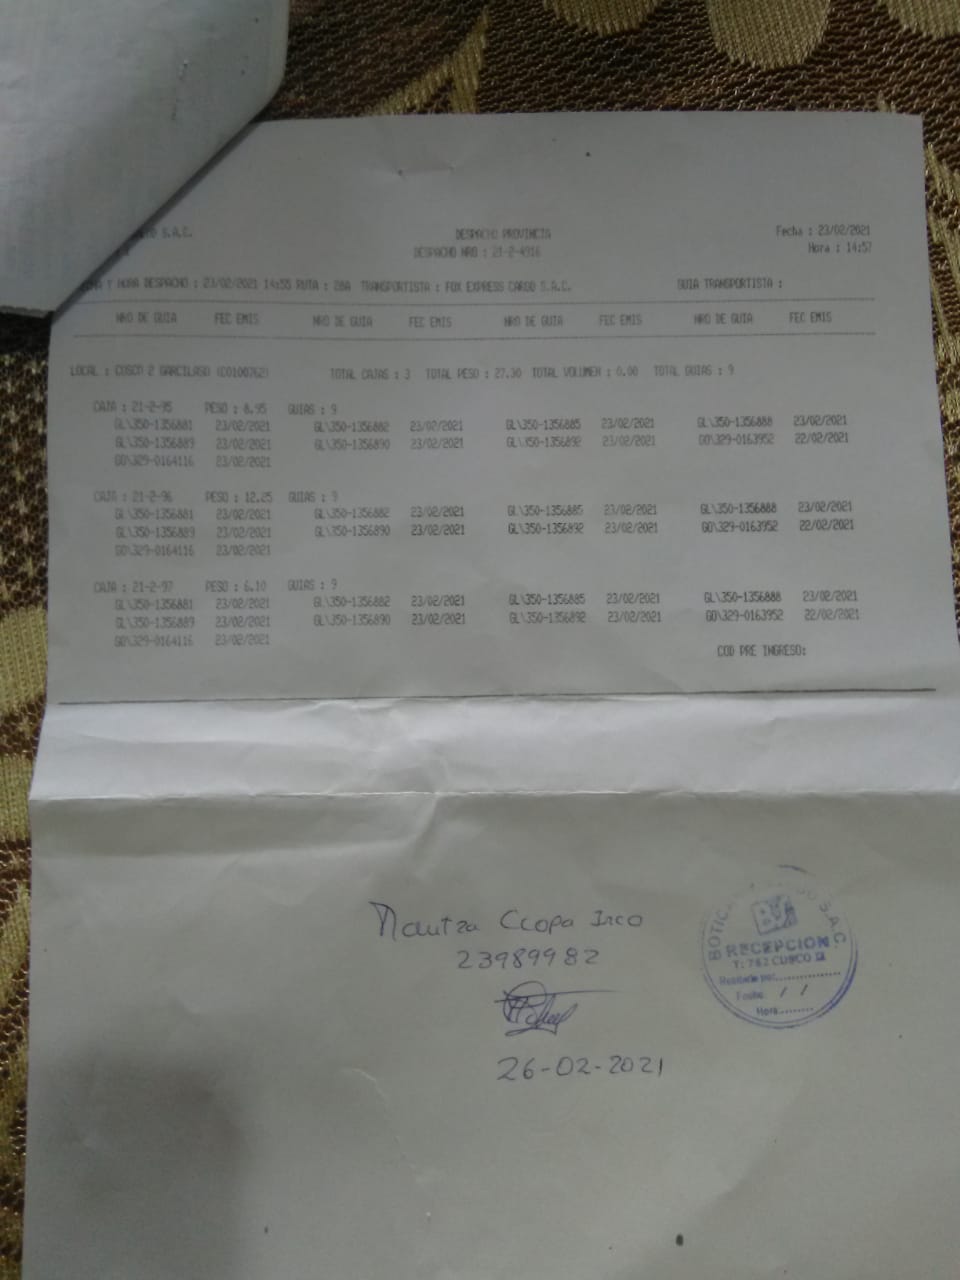 S.A.C. DESPACHO PROVINCIA Fecha : 23/02/2021
DESPACHO NRO : 21-2-4916 Hora : 14:57
Y HORA DESPACHO : 23/02/2021 14:55 RUTA : TRANSPORTISTA : FOX EXPRESS CARGO S.A.C. GUIA TRANSPORTISTA :
NRO DE GUIA FEC EMIS NRO DE GUIA FEC EMIS NRO DE GUIA FEC EMIS NRO DE GUIA FEC EMIS
LOCAL : COSCO 2 GARCILASO (C0100762) TOTAL CAJAS : 3 TOTAL PESO : 27.30 TOTAL VOLUMEN : 0.00 TOTAL GUIAS : 9
CAJA : 21-2-95 PESO : 8.95 GUIAS : 9
GL\350-1356881 23/02/2021 GL\350-1356882 23/02/2021 GL\350-1356885 23/02/2021 GL\350-1356888 23/02/2021
GL\350-1356889 23/02/2021 GL\350-1356890 23/02/2021 GL\350-1356892 23/02/2021 GD\329-0163952 22/02/2021
GD\329-0164116 23/02/2021
CAJA : 21-2-96 PESO : 12.25 GUIAS : 9
GL\350-1356881 23/02/2021 GL\350-1356882 23/02/2021 GL\350-1356885 23/02/2021 GL\350-1356888 23/02/2021
GL\350-1356889 23/02/2021 GL\350-1356890 23/02/2021 GL\350-1356892 23/02/2021 GD\329-0163952 22/02/2021
GD\329-0164116 23/02/2021
CAJA : 21-2-97 PESO : 6.10 GUIAS : 9
GL\350-1356881 23/02/2021 GL\350-1356882 23/02/2021 GL\350-1356885 23/02/2021 GL\350-1356888 23/02/2021
GL\350-1356889 23/02/2021 GL\350-1356890 23/02/2021 GL\350-1356892 23/02/2021 GD\329-0163952 22/02/2021
GD\329-0164116 23/02/2021
COD PRE INGRESO:
Ccopa Inco
23989982
26-02-2021
S.A.C.
RECEPCION
T: 762 CUSCO II
Recibido por:
Fecha: / /
Hora: